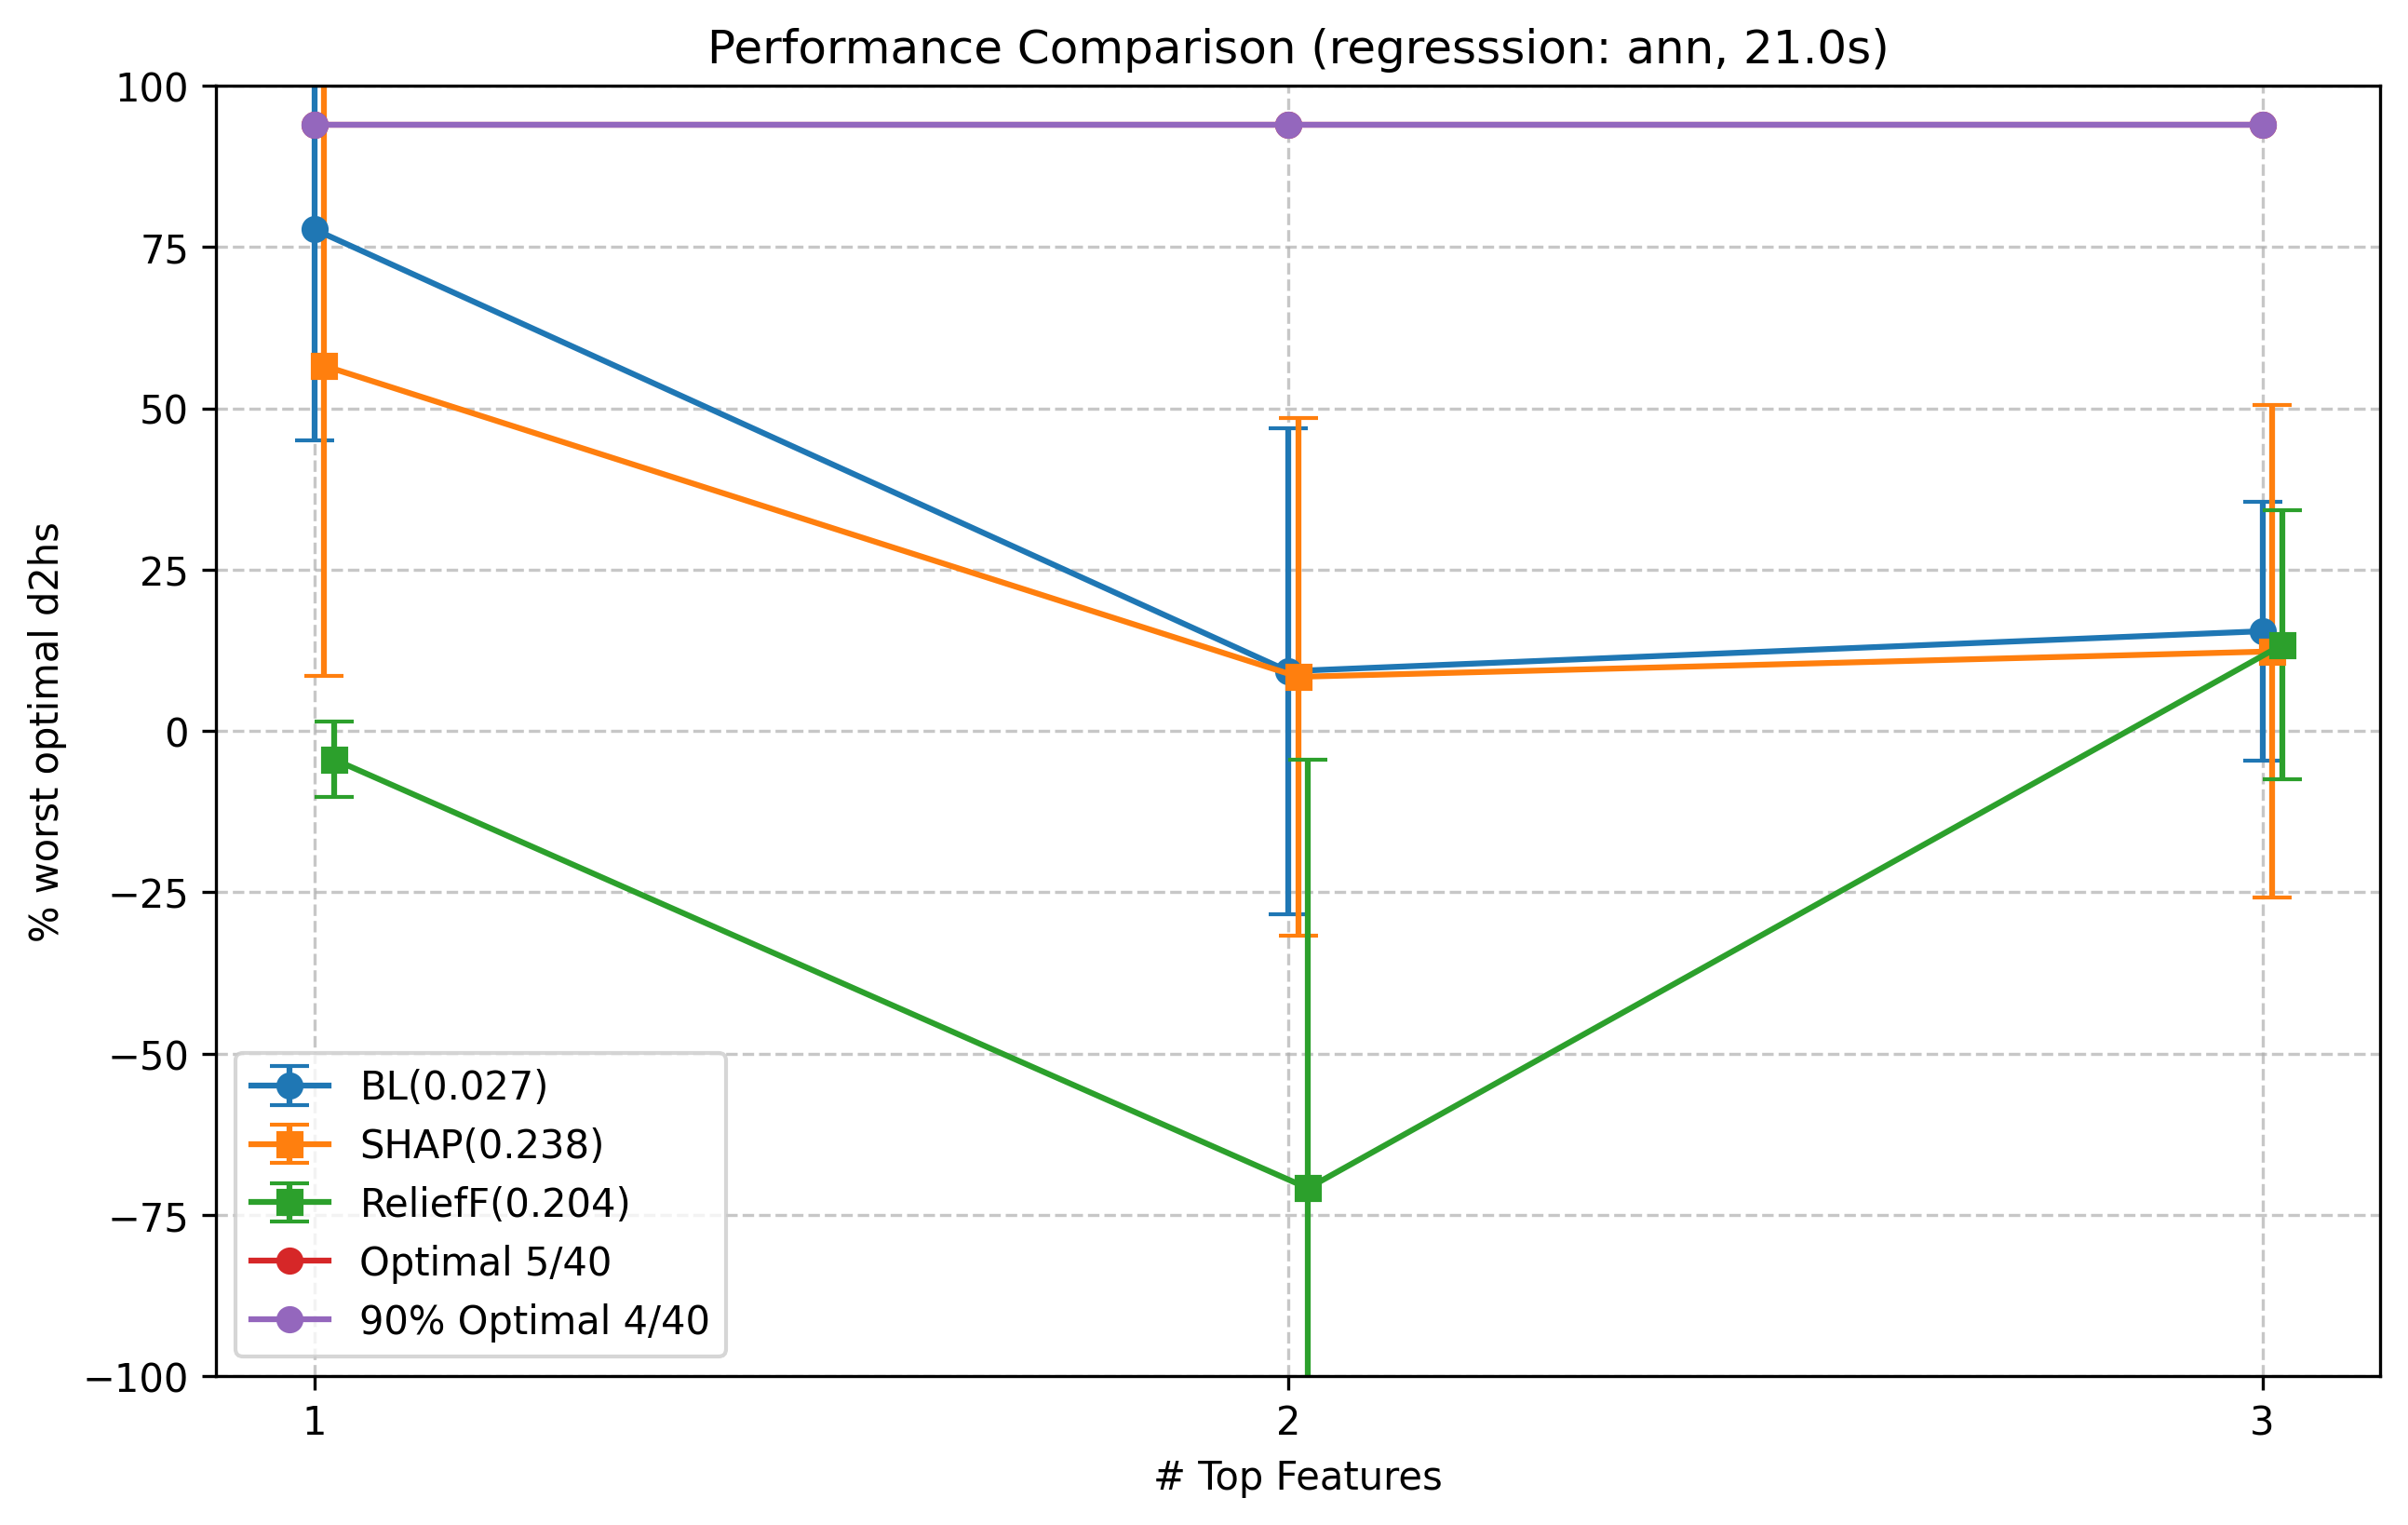 Performance Comparison (regresssion: ann, 21.0s)
% worst optimal d2hs
100
75
50
25
0
−25
−50
−75
−100
BL(0.027)
SHAP(0.238)
ReliefF(0.204)
Optimal 5/40
90% Optimal 4/40
1 2 3
# Top Features